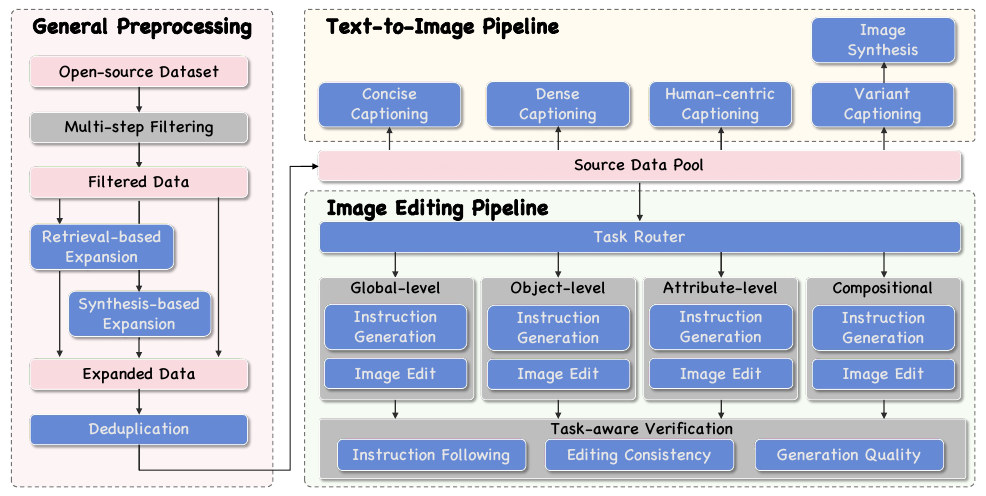 General Preprocessing
Open-source Dataset
Multi-step Filtering
Filtered Data
Retrieval-based
Expansion
Synthesis-based
Expansion
Expanded Data
Deduplication
Text-to-Image Pipeline
Image
Synthesis
Concise
Captioning
Dense
Captioning
Human-centric
Captioning
Variant
Captioning
Source Data Pool
Image Editing Pipeline
Task Router
Global-level
Instruction
Generation
Image Edit
Object-level
Instruction
Generation
Image Edit
Attribute-level
Instruction
Generation
Image Edit
Compositional
Instruction
Generation
Image Edit
Task-aware Verification
Instruction Following
Editing Consistency
Generation Quality